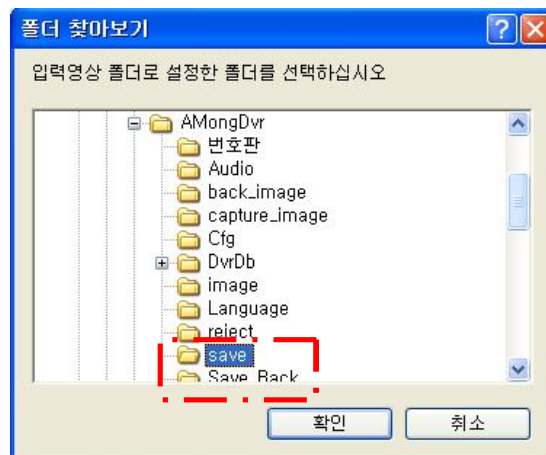 폴더 찾아보기
입력영상 폴더로 설정한 폴더를 선택하십시오
AMongDvr
번호판
Audio
back_image
capture_image
Cfg
DvrDb
image
Language
reject
save
Save_Back
확인
취소